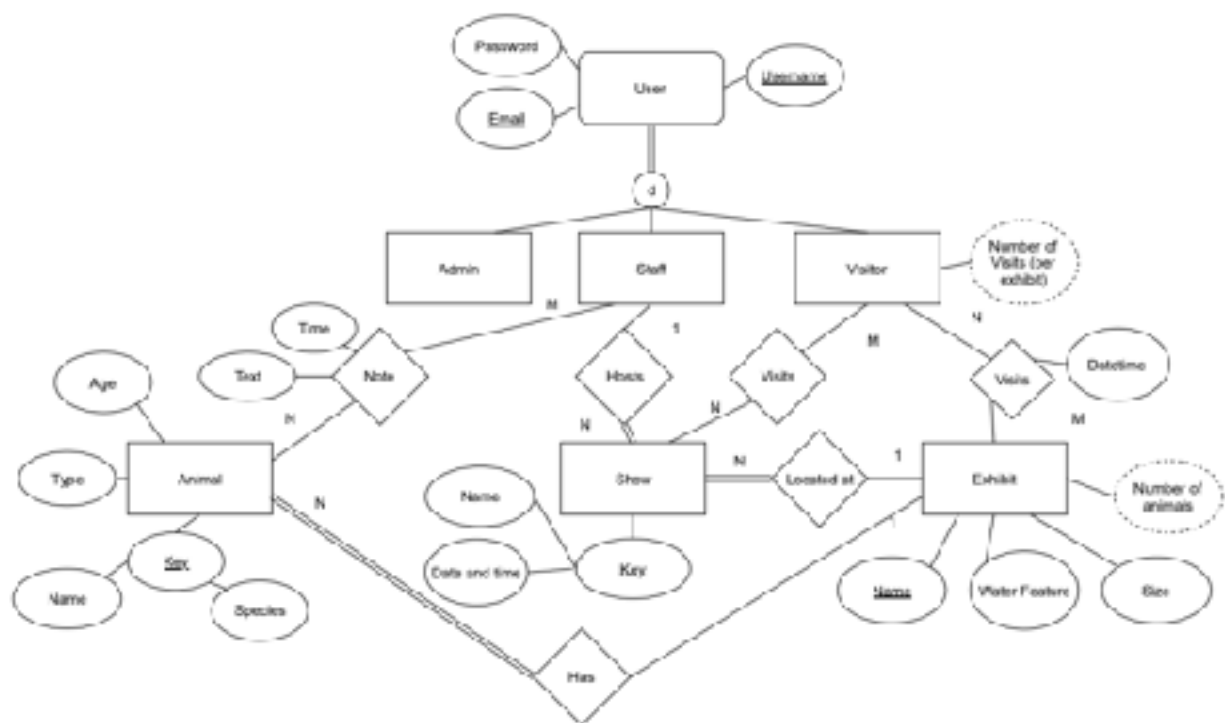 Password
User
Username
Email
d
Admin
Staff
Visitor
Number of
Visits (per
exhibit)
M
1
Time
M
Text
Note
Hosts
Visits
Visits
Datetime
Age
N
N
N
M
Type
Animal
N
Show
N
Located at
1
Exhibit
Number of
animals
Name
Date and time
Key
Name
Species
Name
Water Feature
Size
Has